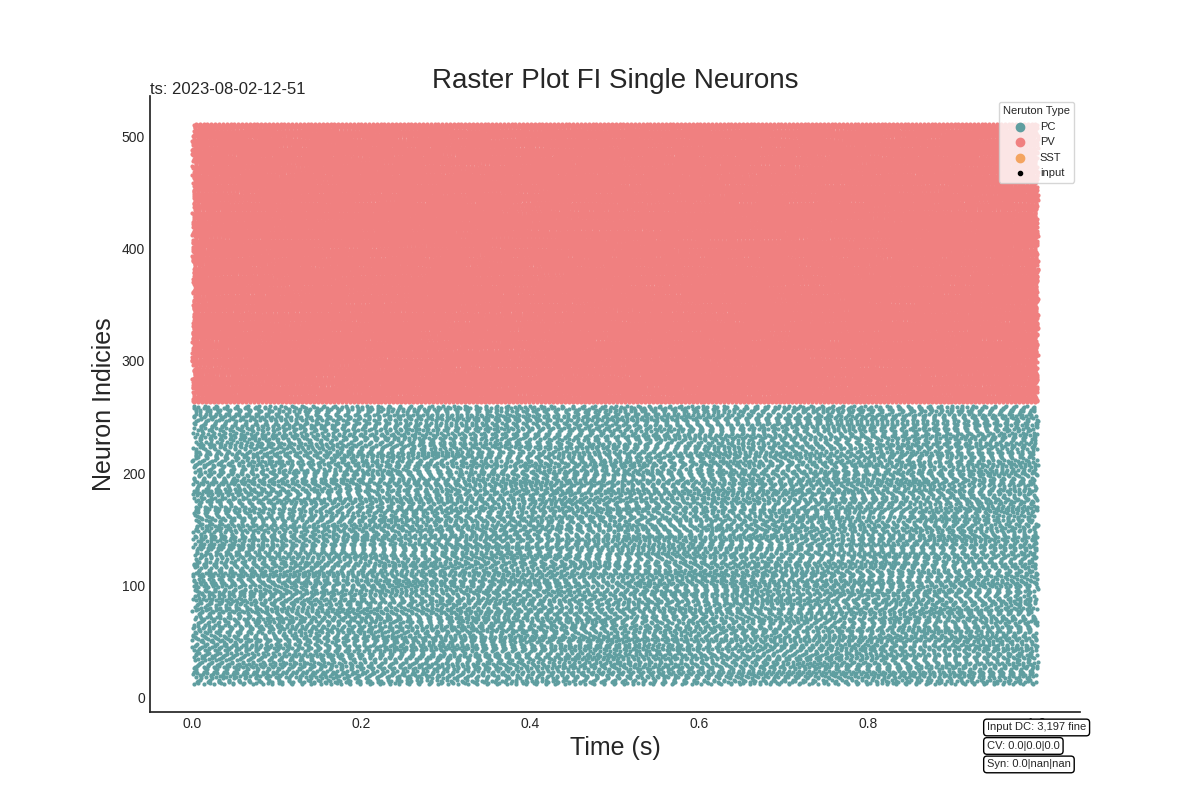 Raster Plot FI Single Neurons
ts: 2023-08-02-12-51
Neruton Type
PC
PV
SST
input
500
400
300
200
100
0
Neuron Indicies
0.0 0.2 0.4 0.6 0.8
Time (s)
Input DC: 3,197 fine
CV: 0.0|0.0|0.0
Syn: 0.0|nan|nan